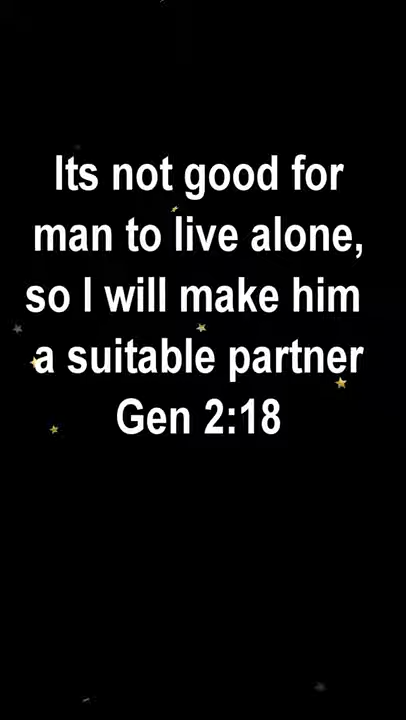 Its not good for
man to live alone,
so I will make him
a suitable partner
Gen 2:18